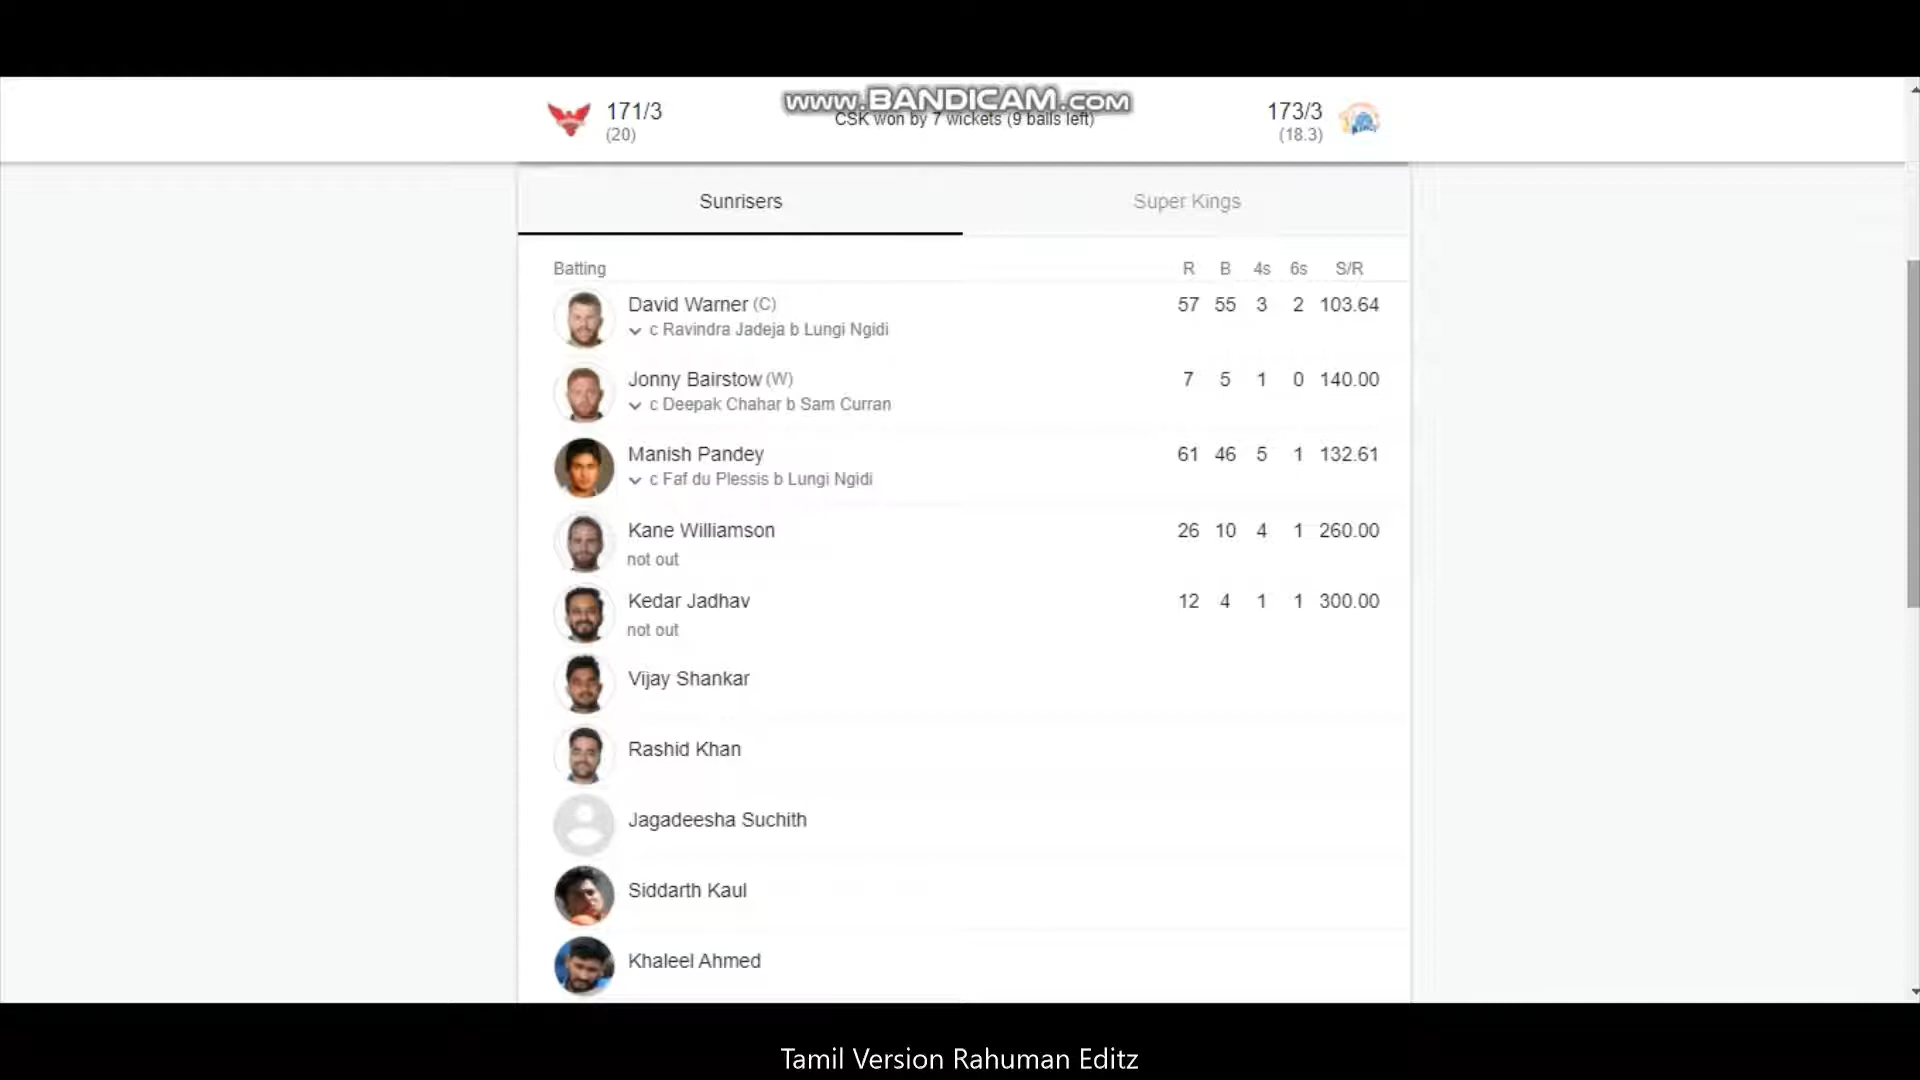 www.BANDICAM.com
171/3
(20)
CSK won by 7 wickets (9 balls left)
173/3
(18.3)
Sunrisers
Super Kings
Batting R B 4s 6s S/R
David Warner (C) 57 55 3 2 103.64
c Ravindra Jadeja b Lungi Ngidi
Jonny Bairstow (W) 7 5 1 0 140.00
c Deepak Chahar b Sam Curran
Manish Pandey 61 46 5 1 132.61
c Faf du Plessis b Lungi Ngidi
Kane Williamson 26 10 4 1 260.00
not out
Kedar Jadhav 12 4 1 1 300.00
not out
Vijay Shankar
Rashid Khan
Jagadeesha Suchith
Siddarth Kaul
Khaleel Ahmed
Tamil Version Rahuman Editz